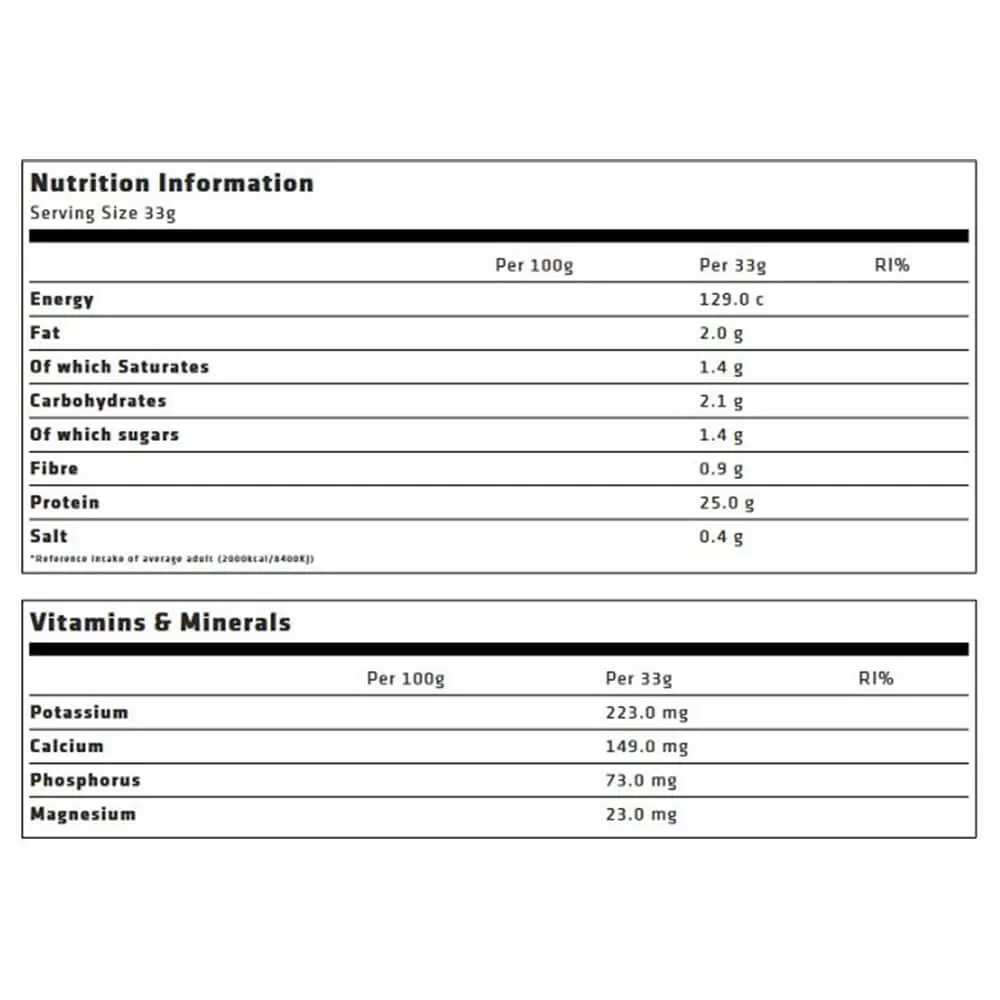 Nutrition Information
Serving Size 33g
Per 100g Per 33g RI%
Energy 129.0 c
Fat 2.0 g
Of which Saturates 1.4 g
Carbohydrates 2.1 g
Of which sugars 1.4 g
Fibre 0.9 g
Protein 25.0 g
Salt 0.4 g
*Reference intake of average adult (2000kcal/8400KJ)
Vitamins & Minerals
Per 100g Per 33g RI%
Potassium 223.0 mg
Calcium 149.0 mg
Phosphorus 73.0 mg
Magnesium 23.0 mg